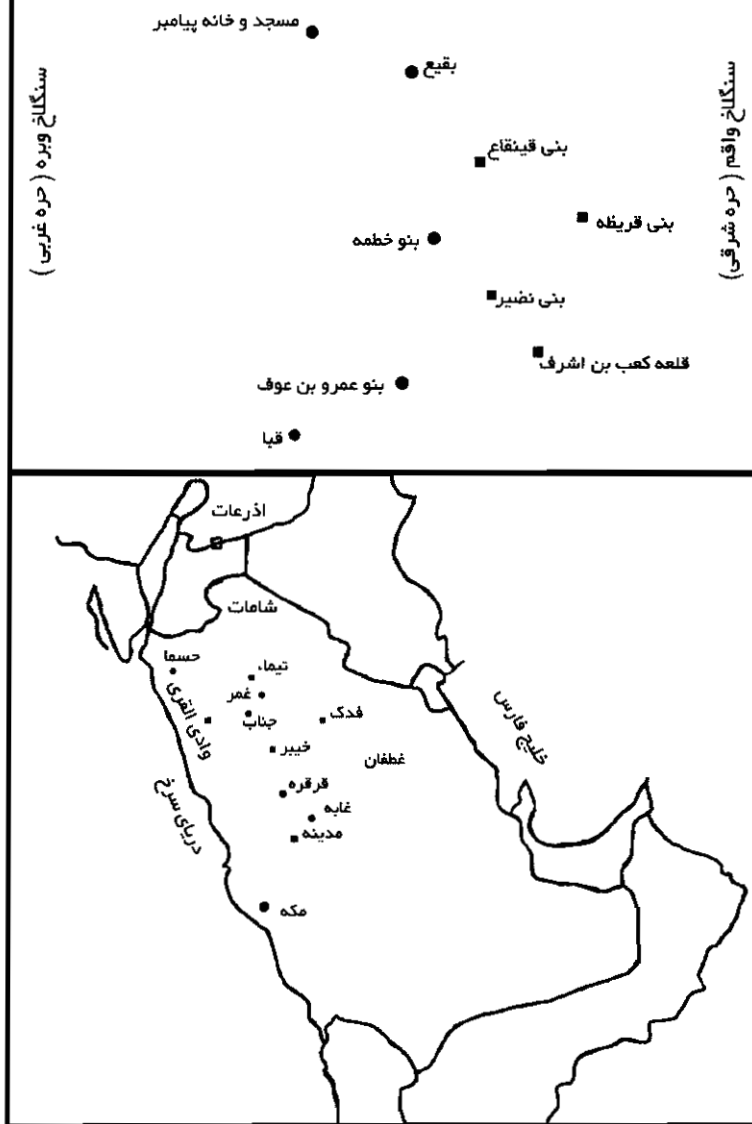 مسجد و خانه پیامبر
بقیع
سنگلاخ واقم ( حره شرقی)
سنگلاخ وبره ( حره غربی )
بنی قینقاع
بنی قریظه
بنو خطمه
بنی نضیر
قلعه کعب بن اشرف
بنو عمرو بن عوف
قبا
اذرعات
شامات
حسما
تیماء
غمر
وادی القری
جناب
فدک
خلیج فارس
خیبر
غطفان
قرقره
دریای سرخ
غابه
مدینه
مکه